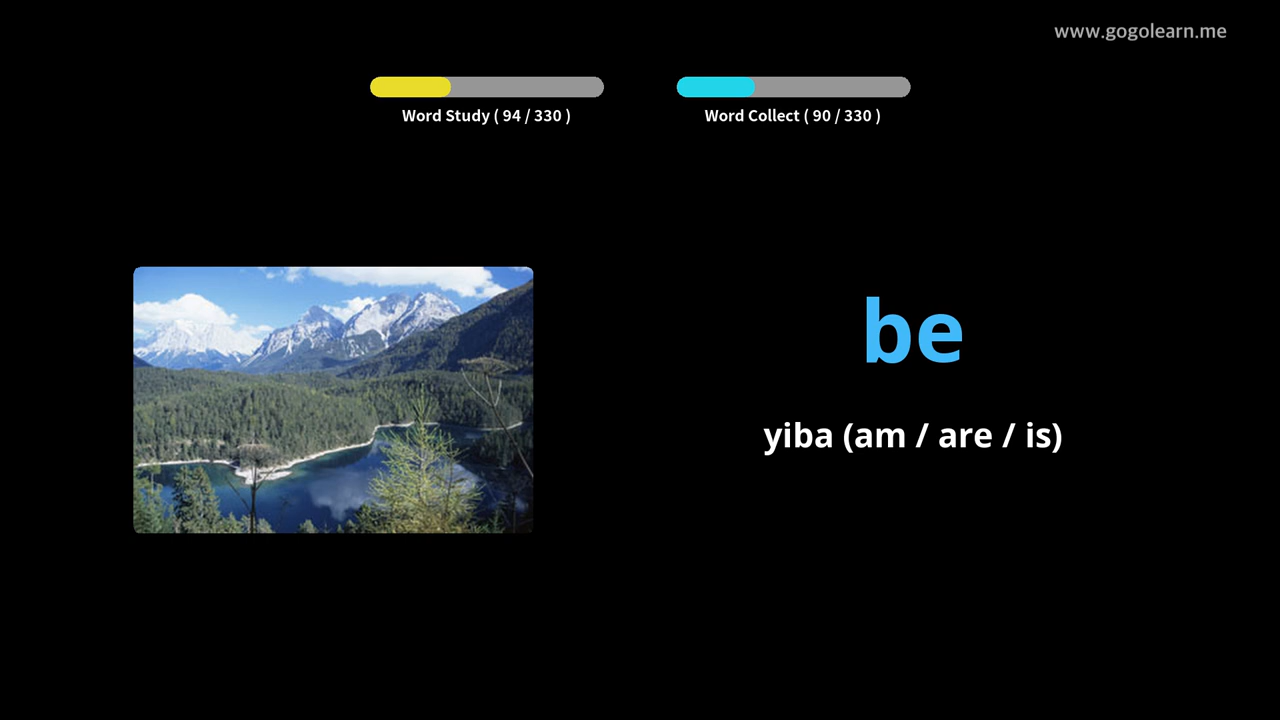 www.gogolearn.me
Word Study ( 94 / 330 )
Word Collect ( 90 / 330 )
be
yiba (am / are / is)